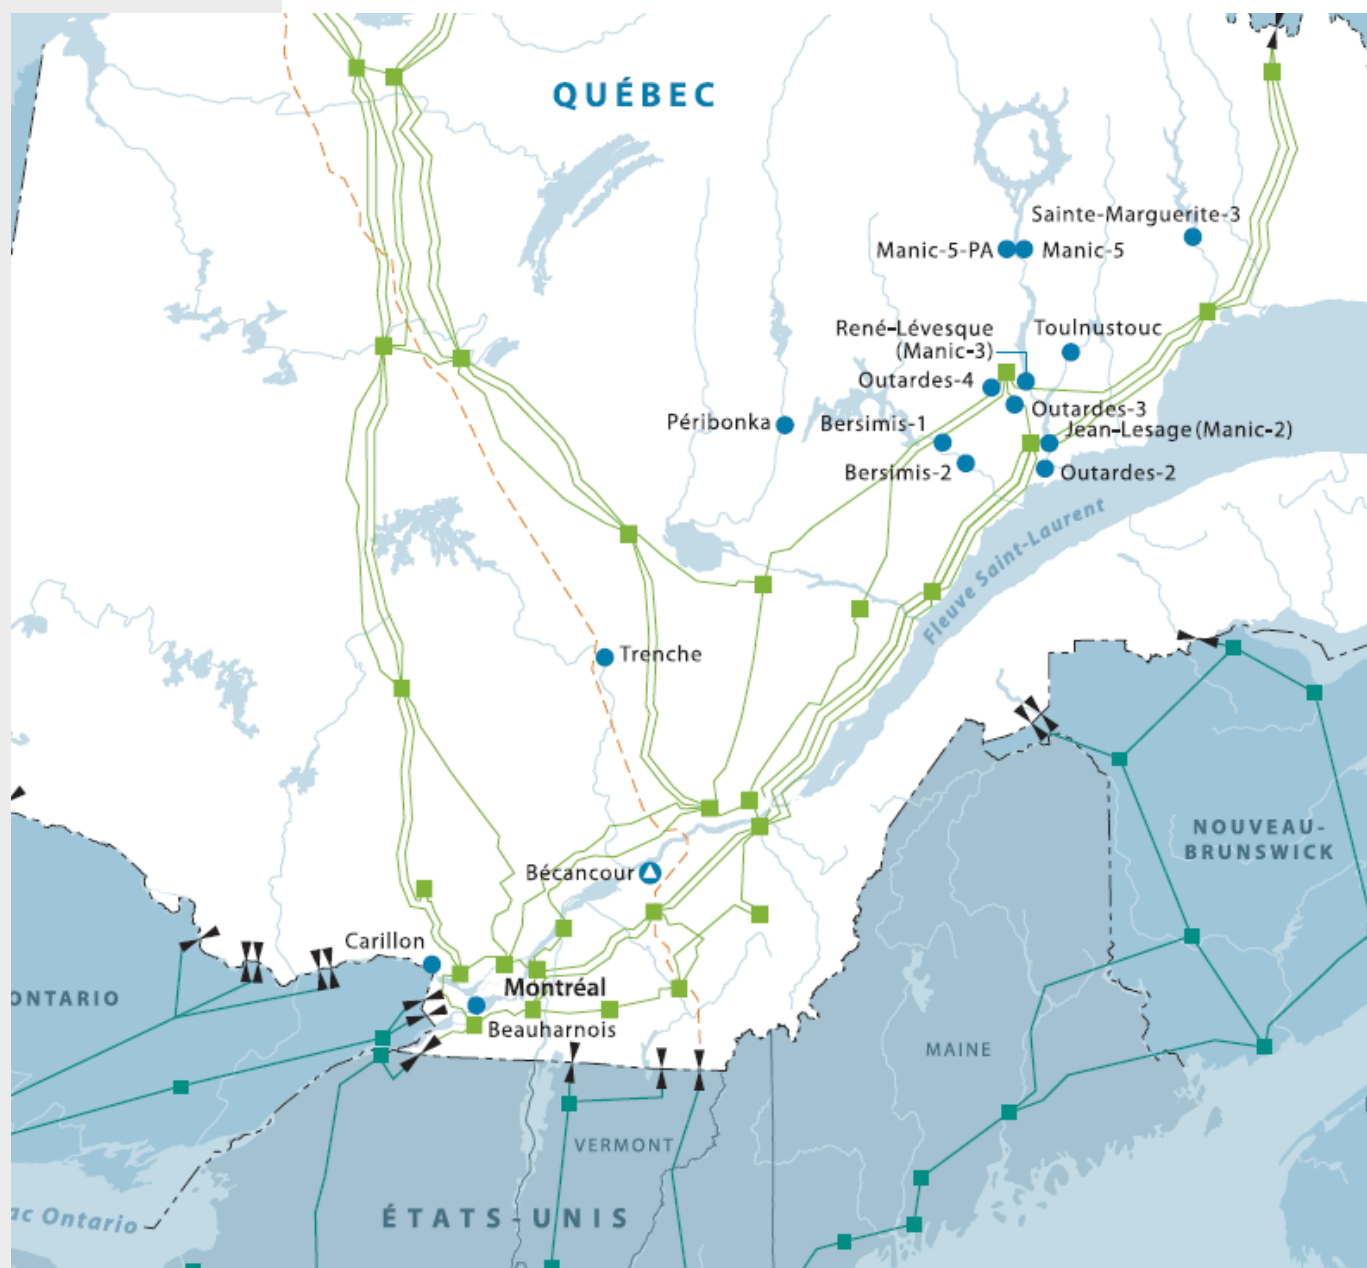 QUÉBEC
Sainte-Marguerite-3
Manic-5-PA
Manic-5
René-Lévesque
(Manic-3)
Toulnustouc
Outardes-4
Outardes-3
Péribonka
Bersimis-1
Jean-Lesage (Manic-2)
Bersimis-2
Outardes-2
Fleuve Saint-Laurent
Trenche
NOUVEAU-
BRUNSWICK
Bécancour
Carillon
Montréal
ONTARIO
Beauharnois
MAINE
VERMONT
ac Ontario
ÉTATS-UNIS